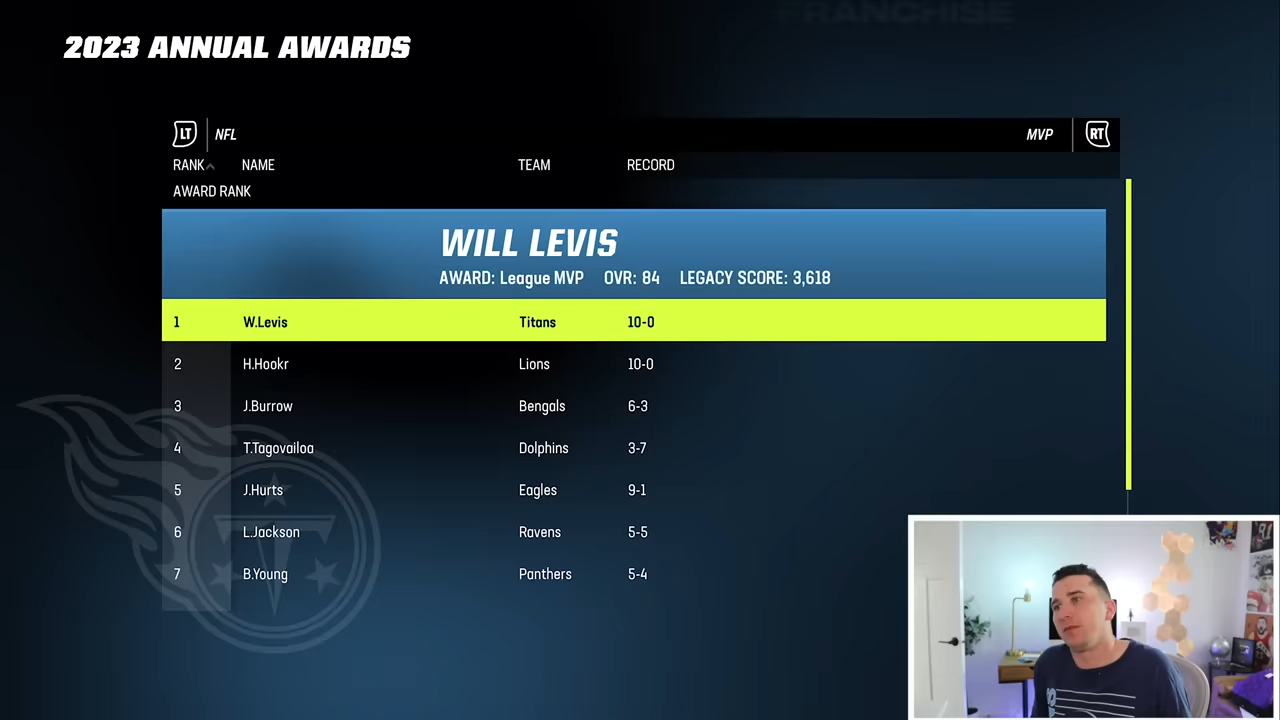 FRANCHISE
2023 ANNUAL AWARDS
LT NFL MVP RT
RANK NAME TEAM RECORD
AWARD RANK
WILL LEVIS
AWARD: League MVP OVR: 84 LEGACY SCORE: 3,618
1 W.Levis Titans 10-0
2 H.Hookr Lions 10-0
3 J.Burrow Bengals 6-3
4 T.Tagovailoa Dolphins 3-7
5 J.Hurts Eagles 9-1
6 L.Jackson Ravens 5-5
7 B.Young Panthers 5-4